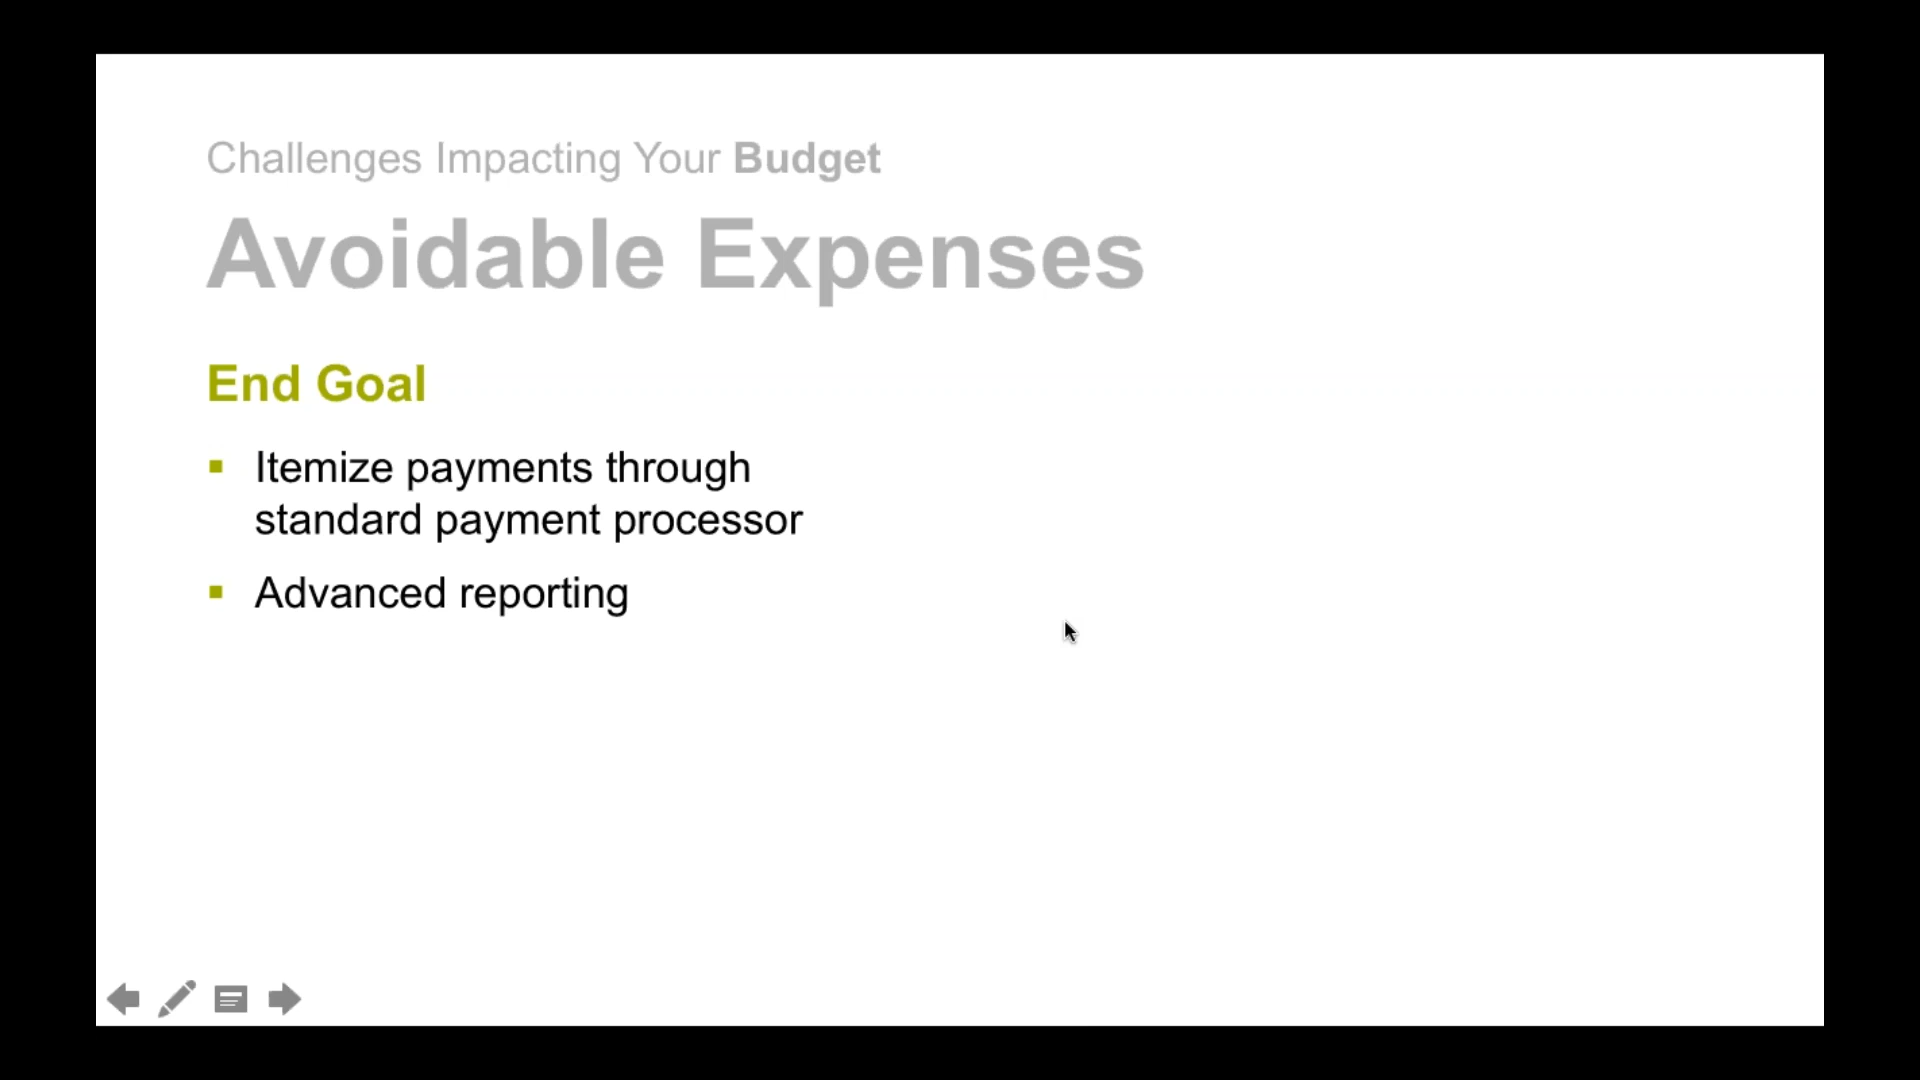 Challenges Impacting Your Budget
Avoidable Expenses
End Goal
Itemize payments through
standard payment processor
Advanced reporting